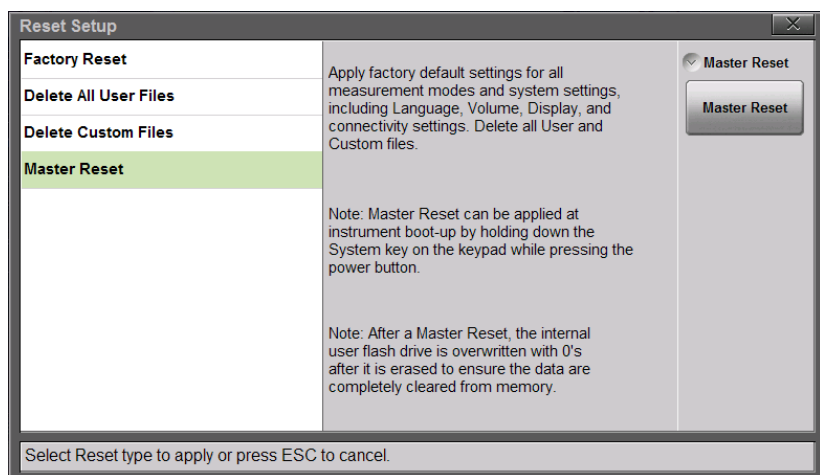 Reset Setup
Factory Reset
Delete All User Files
Delete Custom Files
Master Reset
Apply factory default settings for all
measurement modes and system settings,
including Language, Volume, Display, and
connectivity settings. Delete all User and
Custom files.
Note: Master Reset can be applied at
instrument boot-up by holding down the
System key on the keypad while pressing the
power button.
Note: After a Master Reset, the internal
user flash drive is overwritten with 0's
after it is erased to ensure the data are
completely cleared from memory.
Master Reset
Master Reset
Select Reset type to apply or press ESC to cancel.